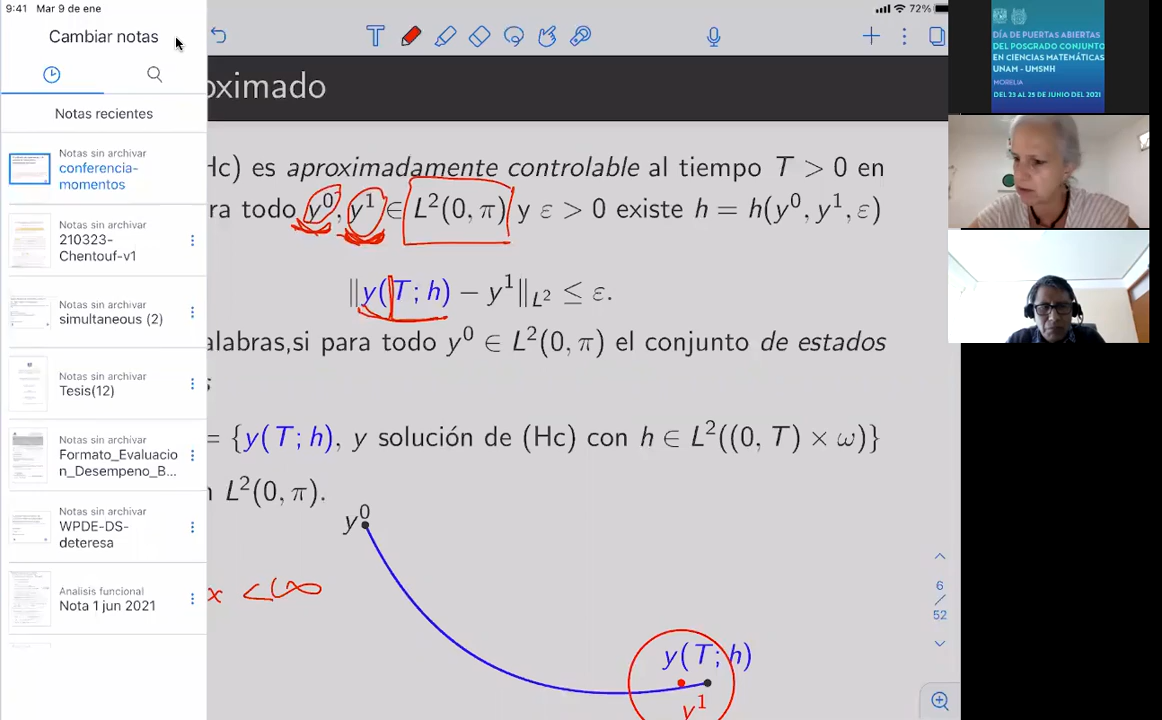 9:41 Mar 9 de ene
72%
Cambiar notas
Notas recientes
Notas sin archivar
conferencia-
momentos
Notas sin archivar
210323-
Chentouf-v1
Notas sin archivar
simultaneous (2)
Notas sin archivar
Tesis(12)
Notas sin archivar
Formato_Evaluacio
n_Desempeno_B...
Notas sin archivar
WPDE-DS-
deteresa
Analisis functional
Nota 1 jun 2021
oximado
Hc) es aproximadamente controlable al tiempo T > 0 en
ra todo y⁰, y¹ ∈ L²(0, π) y ε > 0 existe h = h(y⁰, y¹, ε)
‖y(T; h) − y¹‖_L² ≤ ε.
alabras,si para todo y⁰ ∈ L²(0, π) el conjunto de estados
s
= {y(T; h), y solución de (Hc) con h ∈ L²((0, T) × ω)}
n L²(0, π).
y⁰
x < ∞
y(T; h)
y¹
6
/
52
DÍA DE PUERTAS ABIERTAS
DEL POSGRADO CONJUNTO
EN CIENCIAS MATEMÁTICAS
UNAM - UMSNH
MORELIA
DEL 23 AL 25 DE JUNIO DEL 2021